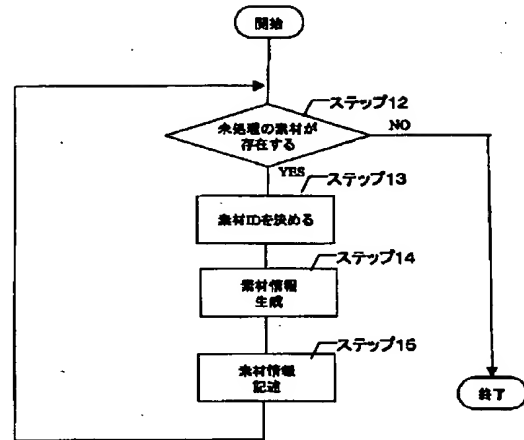 開始
ステップ12
未処理の素材が
存在する
NO
YES
ステップ13
素材IDを決める
ステップ14
素材情報
生成
ステップ15
素材情報
記述
終了